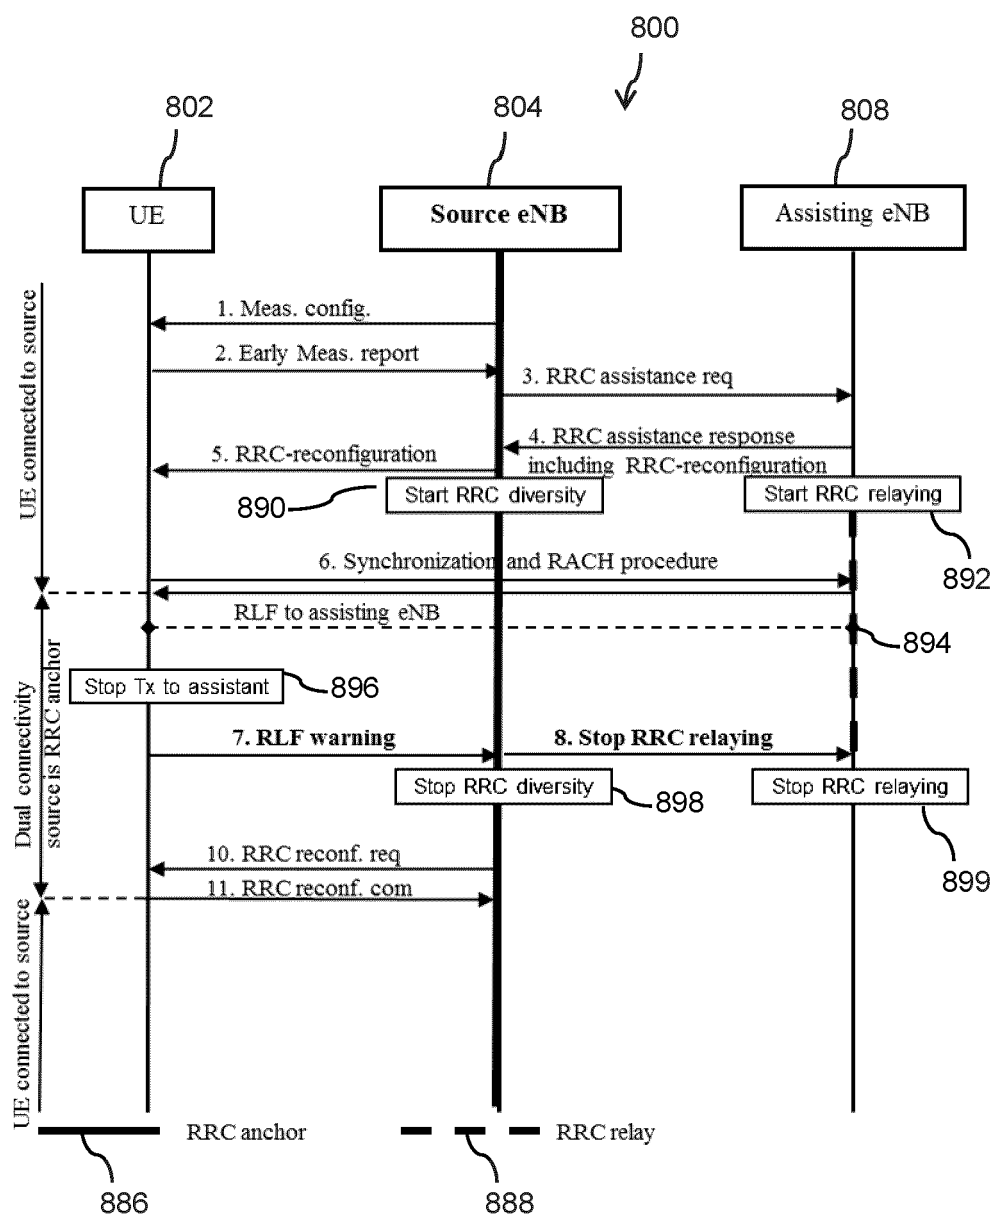 800
802
804
808
UE
Source eNB
Assisting eNB
UE connected to source
1. Meas. config.
2. Early Meas. report
3. RRC assistance req
4. RRC assistance response
including RRC-reconfiguration
5. RRC-reconfiguration
890
Start RRC diversity
Start RRC relaying
892
6. Synchronization and RACH procedure
RLF to assisting eNB
894
Dual connectivity
source is RRC anchor
Stop Tx to assistant
896
7. RLF warning
8. Stop RRC relaying
Stop RRC diversity
898
Stop RRC relaying
899
10. RRC reconf. req
11. RRC reconf. com
UE connected to source
RRC anchor
RRC relay
886
888